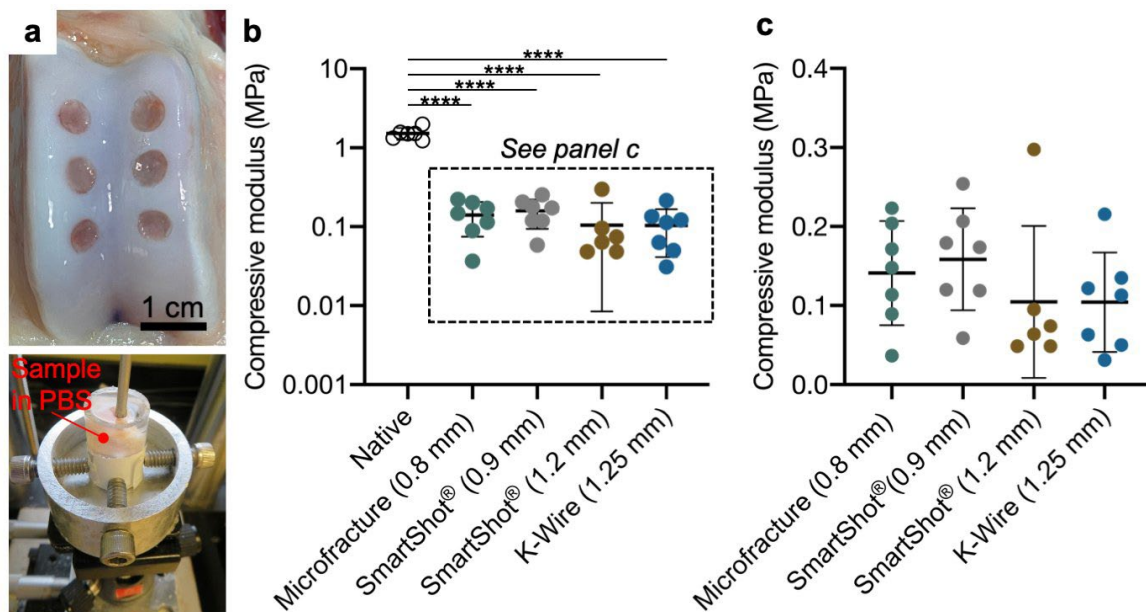 a
1 cm
Sample
in PBS
b
Compressive modulus (MPa)
10
1
0.1
0.01
0.001
****
****
****
****
See panel c
Native
Microfracture (0.8 mm)
SmartShot® (0.9 mm)
SmartShot® (1.2 mm)
K-Wire (1.25 mm)
c
Compressive modulus (MPa)
0.4
0.3
0.2
0.1
0.0
Microfracture (0.8 mm)
SmartShot®(0.9 mm)
SmartShot® (1.2 mm)
K-Wire (1.25 mm)